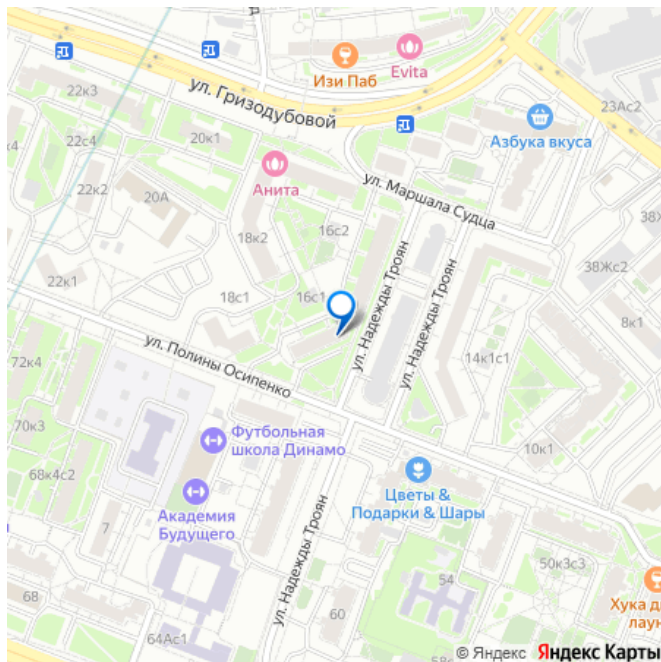 22к3
ул. Гризодубовой
Изи Паб
Evita
23Ас2
22с4
20к1
Азбука вкуса
22к2
20А
Анита
ул. Маршала Судца
18к2
16с2
ул. Надежды Троян
ул. Надежды Троян
38Жс2
22к1
18с1
16с1
8к1
ул. Полины Осипенко
14к1с1
72к4
70к3
Футбольная
школа Динамо
10к1
68к4с2
Цветы &
Подарки & Шары
Академия
Будущего
7
ул. Надежды Троян
50к3с3
54
68
60
64Ас1
© Яндекс Яндекс Карты